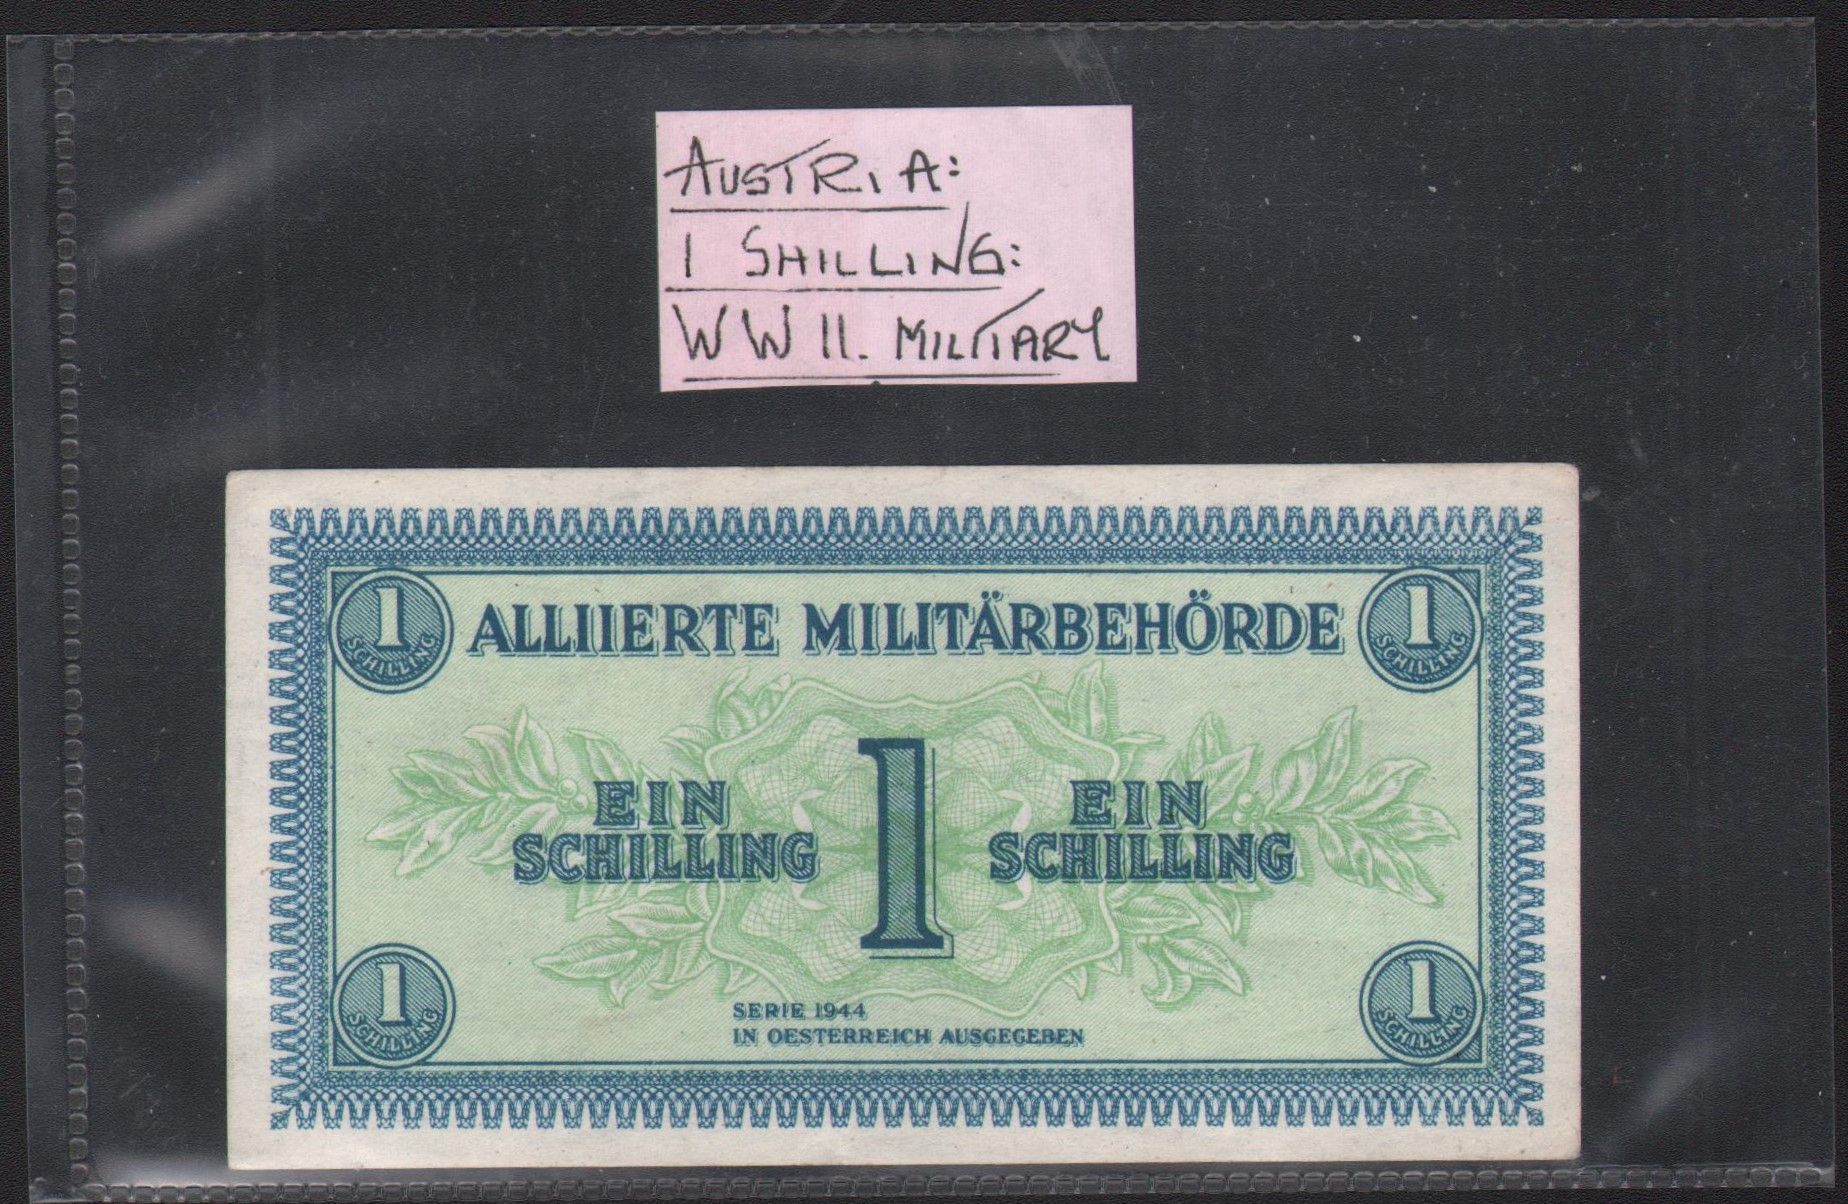 AUSTRIA:
1 SHILLING:
WW II. MILITARY
1 SCHILLING
ALLIIERTE MILITÄRBEHÖRDE
1 SCHILLING
EIN SCHILLING
1
EIN SCHILLING
1 SCHILLING
SERIE 1944
IN OESTERREICH AUSGEGEBEN
1 SCHILLING